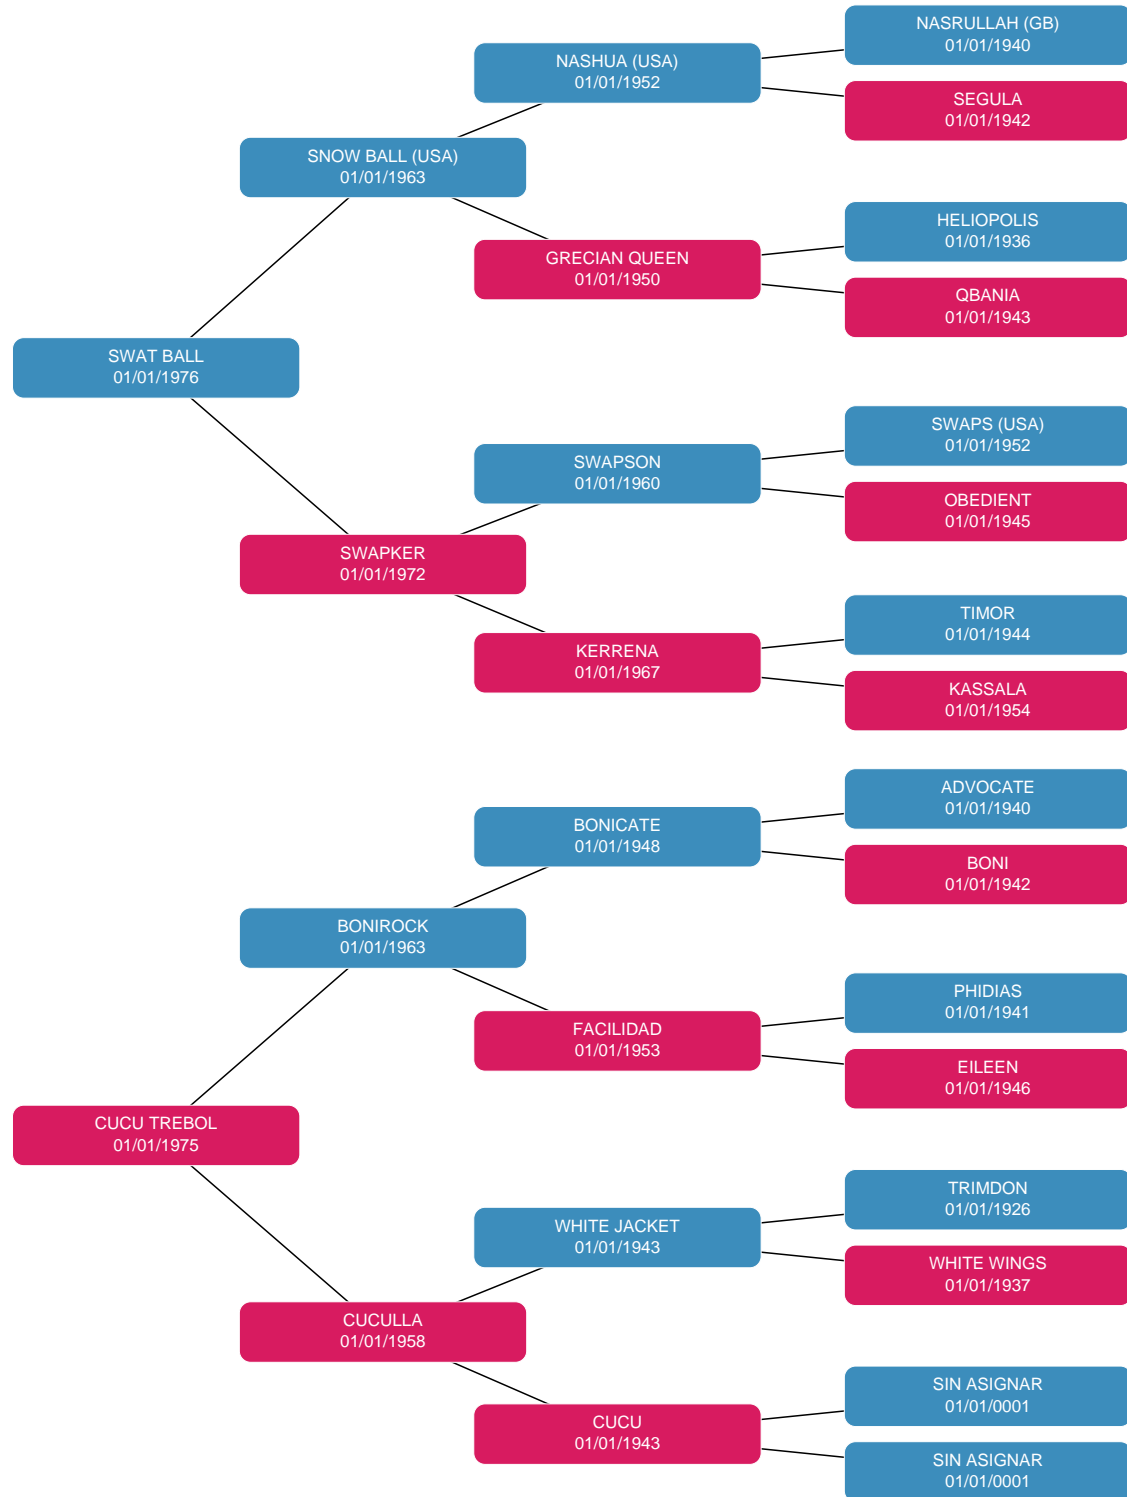 NASRULLAH (GB)
01/01/1940
NASHUA (USA)
01/01/1952
SEGULA
01/01/1942
SNOW BALL (USA)
01/01/1963
HELIOPOLIS
01/01/1936
GRECIAN QUEEN
01/01/1950
QBANIA
01/01/1943
SWAT BALL
01/01/1976
SWAPS (USA)
01/01/1952
SWAPSON
01/01/1960
OBEDIENT
01/01/1945
SWAPKER
01/01/1972
TIMOR
01/01/1944
KERRENA
01/01/1967
KASSALA
01/01/1954
ADVOCATE
01/01/1940
BONICATE
01/01/1948
BONI
01/01/1942
BONIROCK
01/01/1963
PHIDIAS
01/01/1941
FACILIDAD
01/01/1953
EILEEN
01/01/1946
CUCU TREBOL
01/01/1975
TRIMDON
01/01/1926
WHITE JACKET
01/01/1943
WHITE WINGS
01/01/1937
CUCULLA
01/01/1958
SIN ASIGNAR
01/01/0001
CUCU
01/01/1943
SIN ASIGNAR
01/01/0001